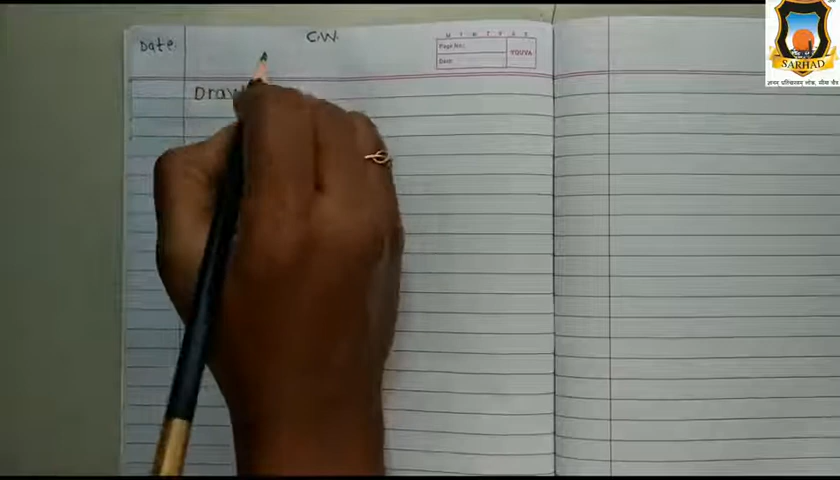 C.W.
Date:
M T W T F S S
Page No.:
Date:
YOUVA
Draw
SARHAD